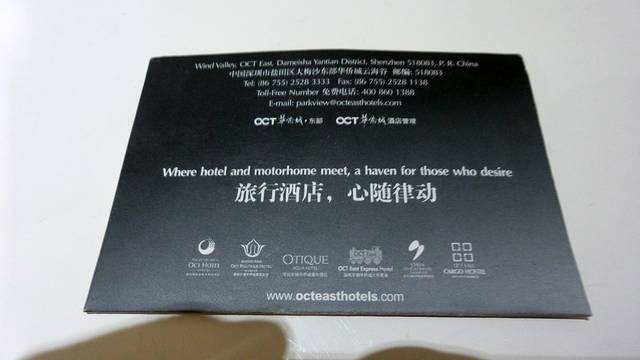 Wind Valley, OCT East, Dameisha Yantian District, Shenzhen 518083, P. R. China
中国深圳市盐田区大梅沙东部华侨城云海谷 邮编: 518083
Tel: (86 755) 2528 3333 Fax: (86 755) 2528 1138
Toll-Free Number 免费电话: 400 860 1388
E-mail: parkview@octeasthotels.com
OCT 华侨城·东部 OCT 华侨城 酒店管理
Where hotel and motorhome meet, a haven for those who desire
旅行酒店，心随律动
OCT HOTEL
OTIQUE
AQUA HOTEL
OCT East Express Hostel
CARGO HOSTEL
www.octeasthotels.com